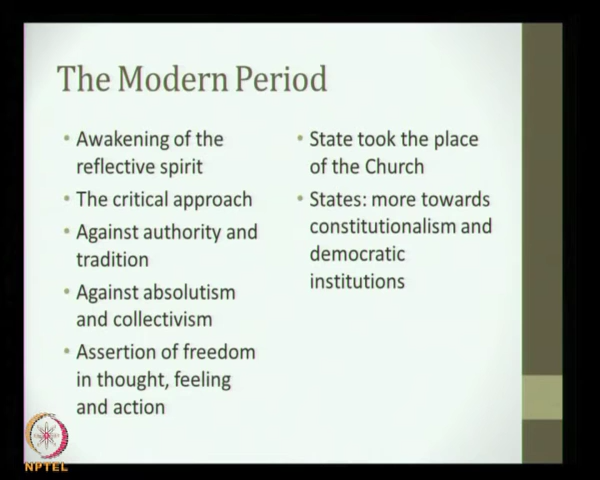 The Modern Period
• Awakening of the
reflective spirit
• The critical approach
• Against authority and
tradition
• Against absolutism
and collectivism
• Assertion of freedom
in thought, feeling
and action
• State took the place
of the Church
• States: more towards
constitutionalism and
democratic
institutions
NPTEL